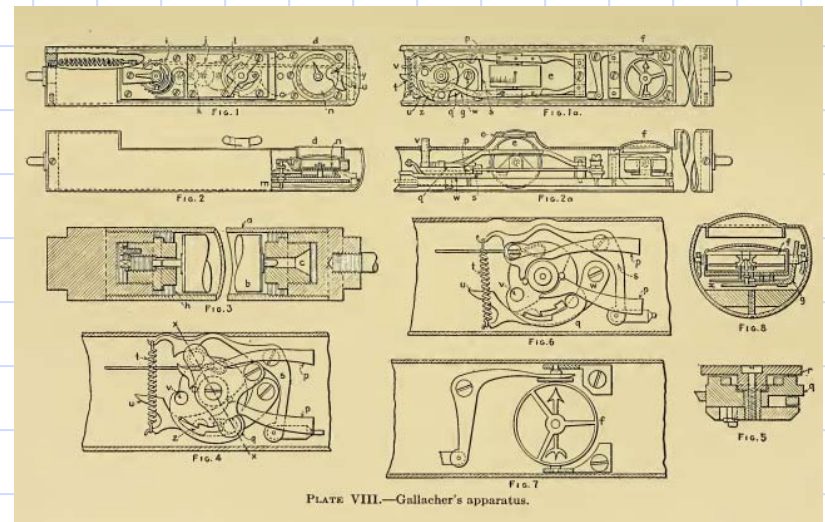 i j l d
y
u
k n
FIG. 1
p f
v
t
e
u z q g w s
FIG. 1a.
d n
m
FIG. 2
o
e f
v p
q w s
FIG. 2a
a
b c
h
FIG. 3
t p
s
u v w p
q
FIG. 6
f
g
FIG. 8
x
t s
p
v
u p
z q x
FIG. 4
f
FIG. 7
r
q
FIG. 5
PLATE VIII.—Gallacher's apparatus.